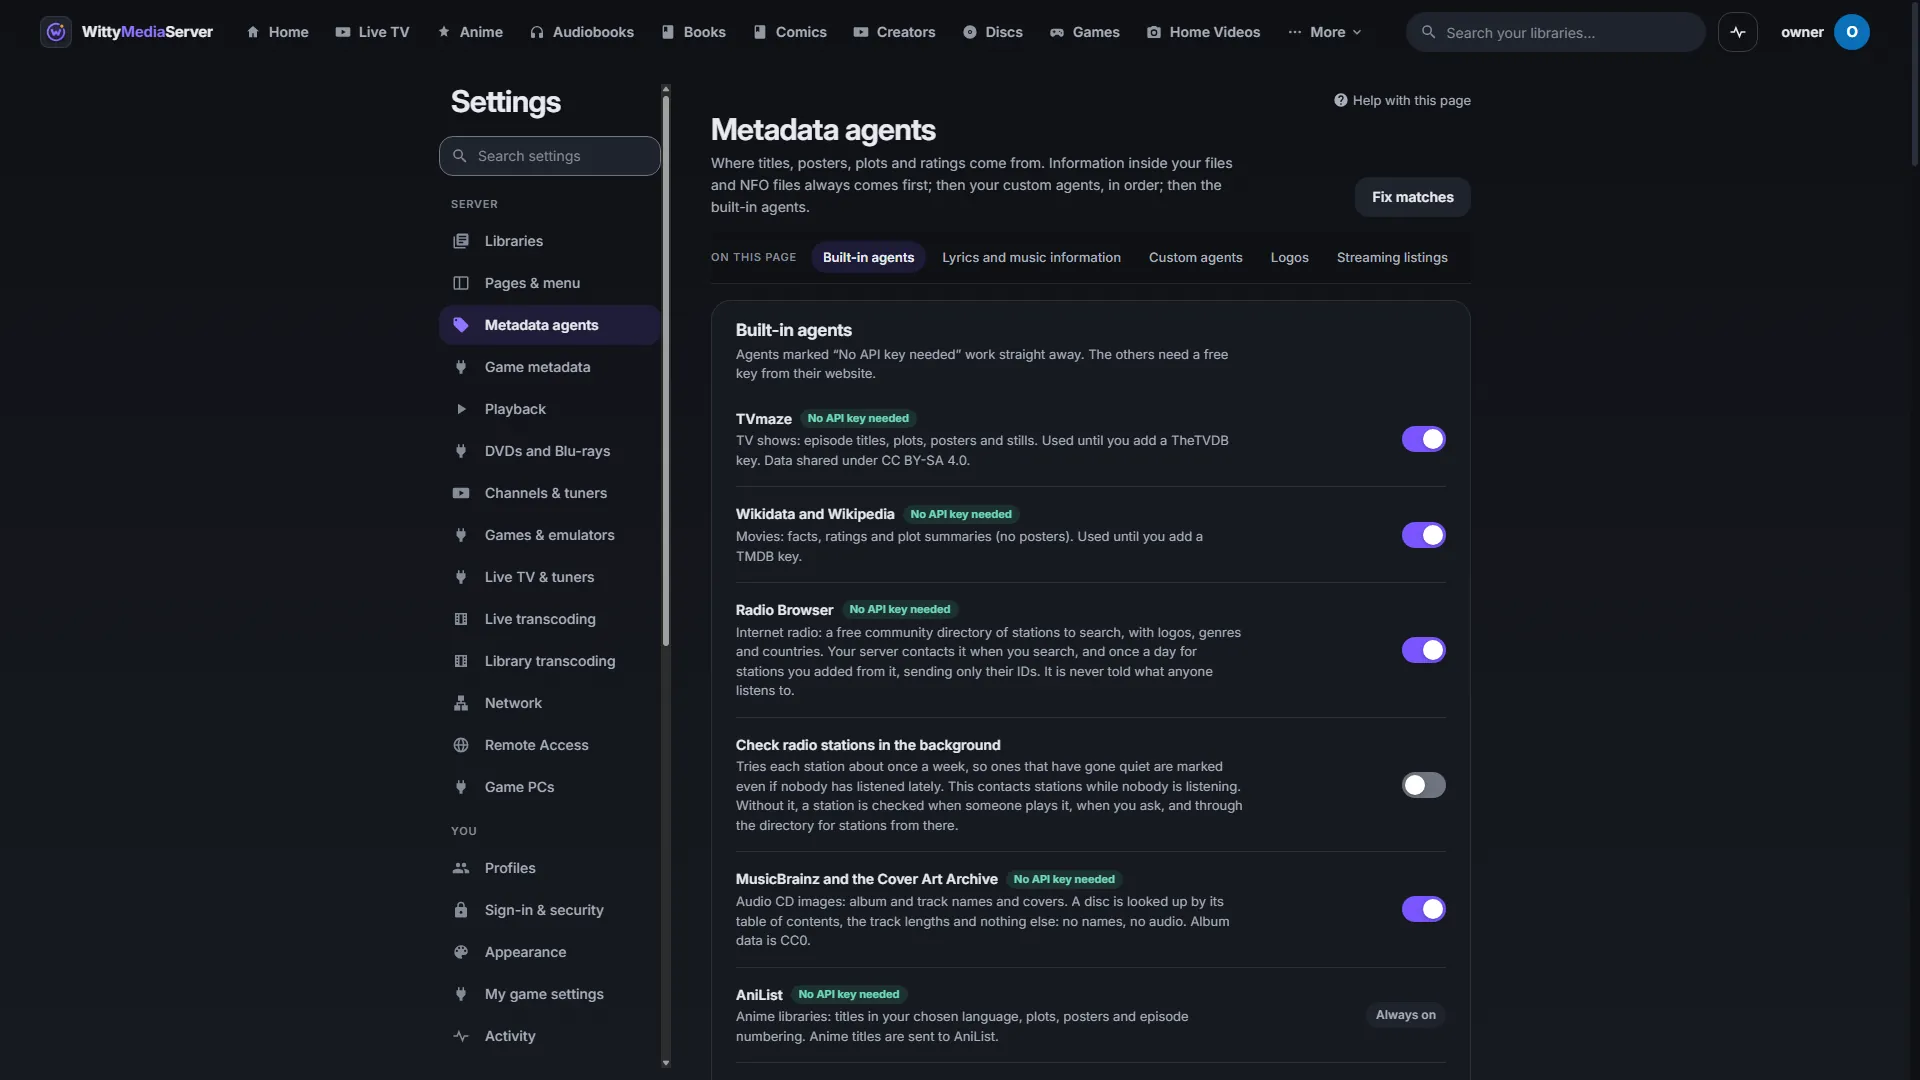 WittyMediaServer
Home
Live TV
Anime
Audiobooks
Books
Comics
Creators
Discs
Games
Home Videos
More
Search your libraries...
owner
O
Settings
Search settings
SERVER
Libraries
Pages & menu
Metadata agents
Game metadata
Playback
DVDs and Blu-rays
Channels & tuners
Games & emulators
Live TV & tuners
Live transcoding
Library transcoding
Network
Remote Access
Game PCs
YOU
Profiles
Sign-in & security
Appearance
My game settings
Activity
Help with this page
Metadata agents
Where titles, posters, plots and ratings come from. Information inside your files
and NFO files always comes first; then your custom agents, in order; then the
built-in agents.
Fix matches
ON THIS PAGE
Built-in agents
Lyrics and music information
Custom agents
Logos
Streaming listings
Built-in agents
Agents marked “No API key needed” work straight away. The others need a free
key from their website.
TVmaze No API key needed
TV shows: episode titles, plots, posters and stills. Used until you add a TheTVDB
key. Data shared under CC BY-SA 4.0.
Wikidata and Wikipedia No API key needed
Movies: facts, ratings and plot summaries (no posters). Used until you add a
TMDB key.
Radio Browser No API key needed
Internet radio: a free community directory of stations to search, with logos, genres
and countries. Your server contacts it when you search, and once a day for
stations you added from it, sending only their IDs. It is never told what anyone
listens to.
Check radio stations in the background
Tries each station about once a week, so ones that have gone quiet are marked
even if nobody has listened lately. This contacts stations while nobody is listening.
Without it, a station is checked when someone plays it, when you ask, and through
the directory for stations from there.
MusicBrainz and the Cover Art Archive No API key needed
Audio CD images: album and track names and covers. A disc is looked up by its
table of contents, the track lengths and nothing else: no names, no audio. Album
data is CC0.
AniList No API key needed
Anime libraries: titles in your chosen language, plots, posters and episode
numbering. Anime titles are sent to AniList.
Always on